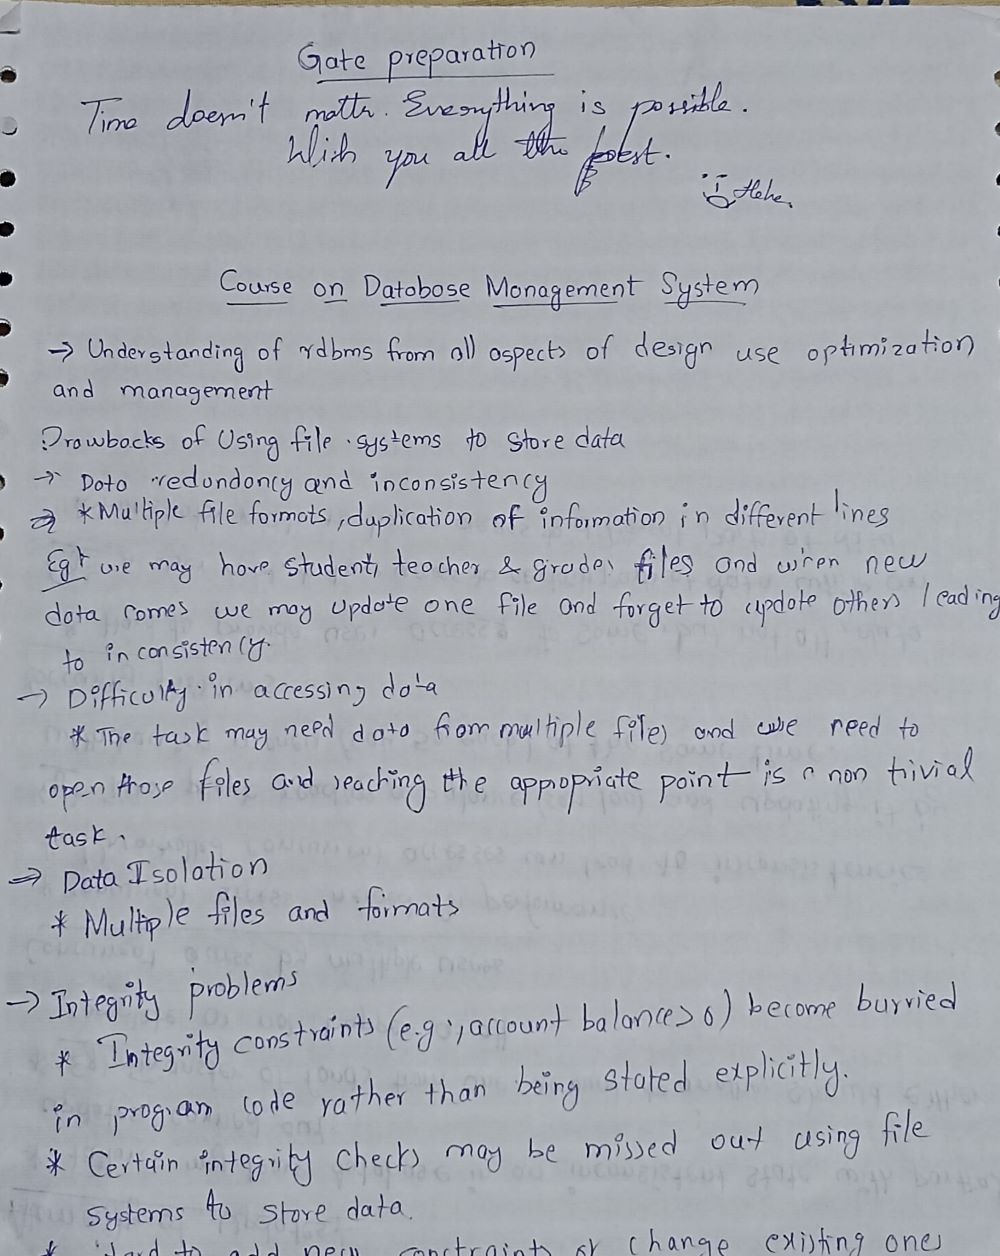 Gate preparation
Time doesn't matter. Everything is possible.
Wish you all the best.
Hehe.
Course on Database Management System
→ Understanding of rdbms from all aspects of design use optimization
and management
Drawbacks of Using file systems to store data
→ Data redundancy and inconsistency
* Multiple file formats, duplication of information in different lines
Eg: we may have student, teacher & grades files and when new
data comes we may update one file and forget to update others leading
to inconsistency.
→ Difficulty in accessing data
* The task may need data from multiple files and we need to
open those files and reaching the appropriate point is a non trivial
task.
→ Data Isolation
* Multiple files and formats
→ Integrity problems
* Integrity constraints (e.g., account balance > 0) become burried
in program code rather than being stated explicitly.
* Certain integrity checks may be missed out using file
systems to store data.
* Hard to add new constraints or change existing ones